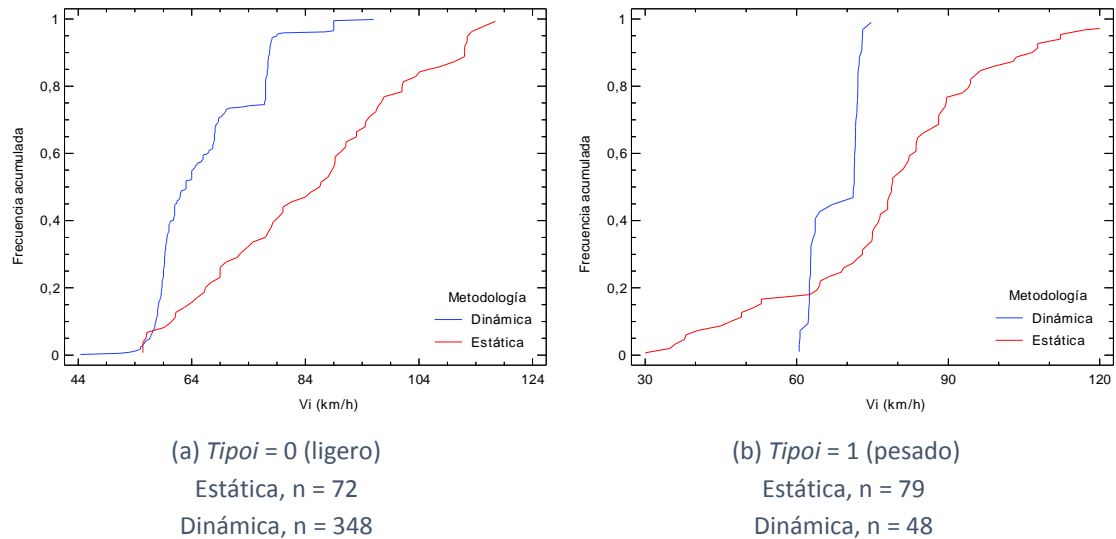 1
0,8
0,6
0,4
0,2
0
Frecuencia acumulada
Metodología
Dinámica
Estática
44 64 84 104 124
Vi (km/h)
(a) Tipoi = 0 (ligero)
Estática, n = 72
Dinámica, n = 348
1
0,8
0,6
0,4
0,2
0
Frecuencia acumulada
Metodología
Dinámica
Estática
30 60 90 120
Vi (km/h)
(b) Tipoi = 1 (pesado)
Estática, n = 79
Dinámica, n = 48